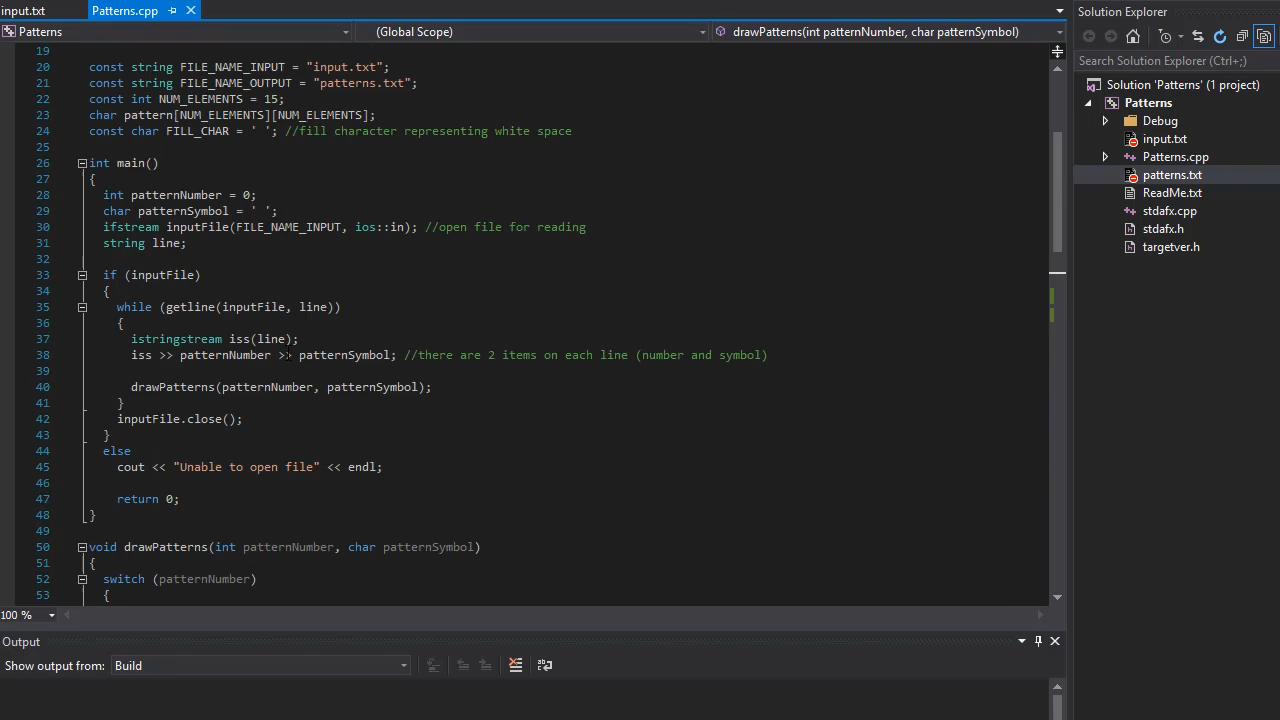 input.txt
Patterns.cpp
Patterns
(Global Scope)
drawPatterns(int patternNumber, char patternSymbol)
19
20 const string FILE_NAME_INPUT = "input.txt";
21 const string FILE_NAME_OUTPUT = "patterns.txt";
22 const int NUM_ELEMENTS = 15;
23 char pattern[NUM_ELEMENTS][NUM_ELEMENTS];
24 const char FILL_CHAR = ' '; //fill character representing white space
25
26 int main()
27 {
28 int patternNumber = 0;
29 char patternSymbol = ' ';
30 ifstream inputFile(FILE_NAME_INPUT, ios::in); //open file for reading
31 string line;
32
33 if (inputFile)
34 {
35 while (getline(inputFile, line))
36 {
37 istringstream iss(line);
38 iss >> patternNumber >> patternSymbol; //there are 2 items on each line (number and symbol)
39
40 drawPatterns(patternNumber, patternSymbol);
41 }
42 inputFile.close();
43 }
44 else
45 cout << "Unable to open file" << endl;
46
47 return 0;
48 }
49
50 void drawPatterns(int patternNumber, char patternSymbol)
51 {
52 switch (patternNumber)
53 {
100 %
Output
Show output from: Build
Solution Explorer
Search Solution Explorer (Ctrl+;)
Solution 'Patterns' (1 project)
Patterns
Debug
input.txt
Patterns.cpp
patterns.txt
ReadMe.txt
stdafx.cpp
stdafx.h
targetver.h